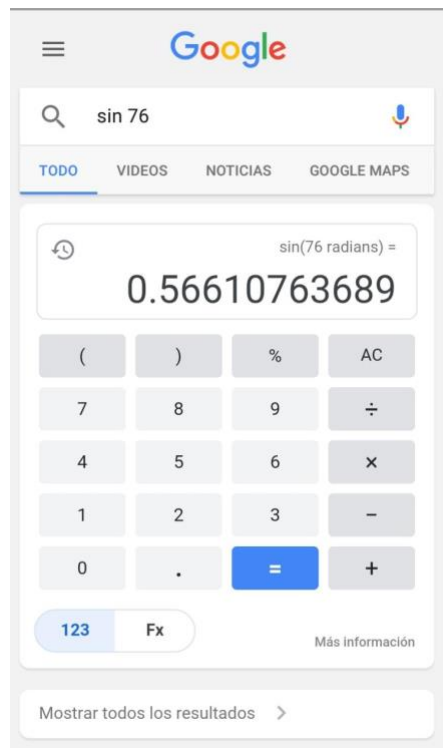 Google
sin 76
TODO VIDEOS NOTICIAS GOOGLE MAPS
sin(76 radians) =
0.56610763689
( ) % AC
7 8 9 ÷
4 5 6 ×
1 2 3 −
0 . = +
123 Fx
Más información
Mostrar todos los resultados